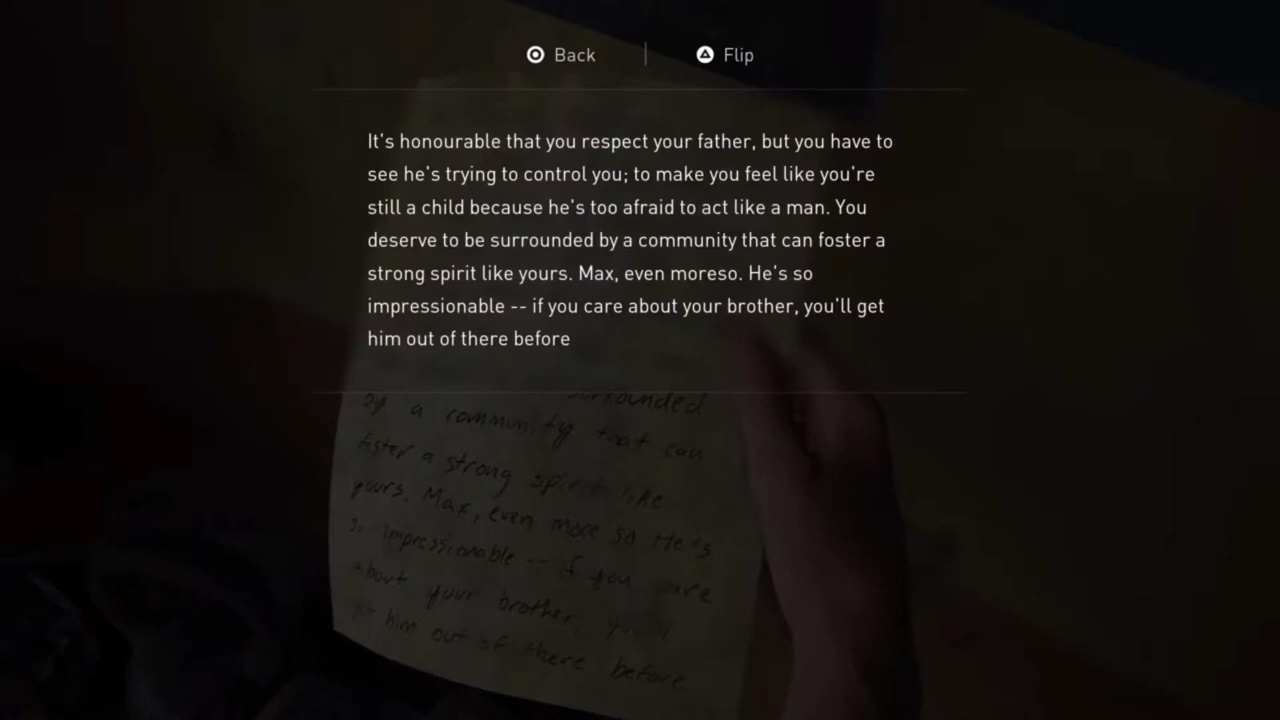 Back | Flip
It's honourable that you respect your father, but you have to
see he's trying to control you; to make you feel like you're
still a child because he's too afraid to act like a man. You
deserve to be surrounded by a community that can foster a
strong spirit like yours. Max, even moreso. He's so
impressionable -- if you care about your brother, you'll get
him out of there before
surrounded
by a community that can
foster a strong spirit like
yours. Max, even more so He's
so impressionable -- if you care
about your brother, you'll
get him out of there before